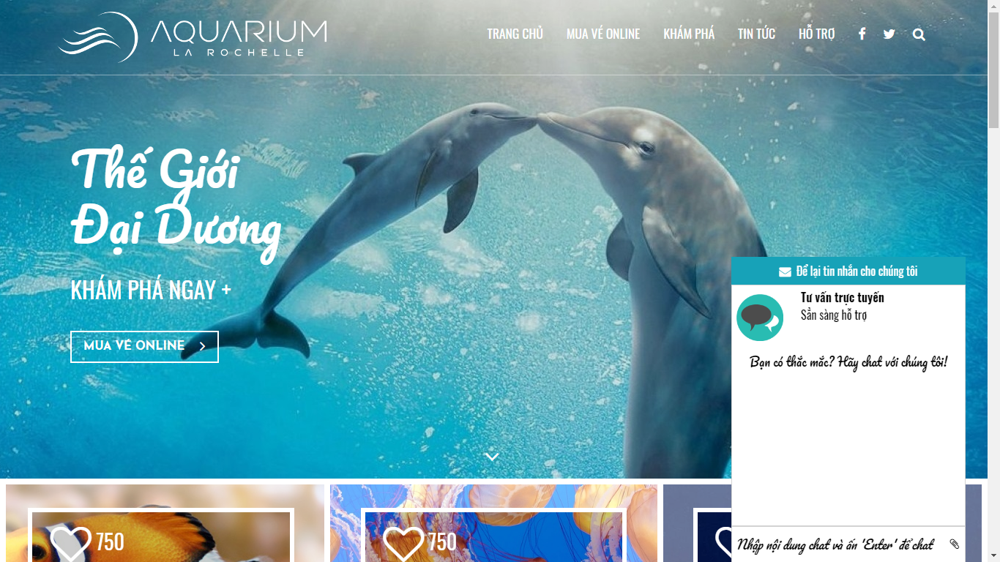 AQUARIUM
LA ROCHELLE
TRANG CHỦ
MUA VÉ ONLINE
KHÁM PHÁ
TIN TỨC
HỖ TRỢ
Thế Giới
Đại Dương
KHÁM PHÁ NGAY +
MUA VÉ ONLINE
Để lại tin nhắn cho chúng tôi
Tư vấn trực tuyến
Sẳn sàng hỗ trợ
Bạn có thắc mắc? Hãy chat với chúng tôi!
Nhập nội dung chat và ấn 'Enter' để chat
750
750